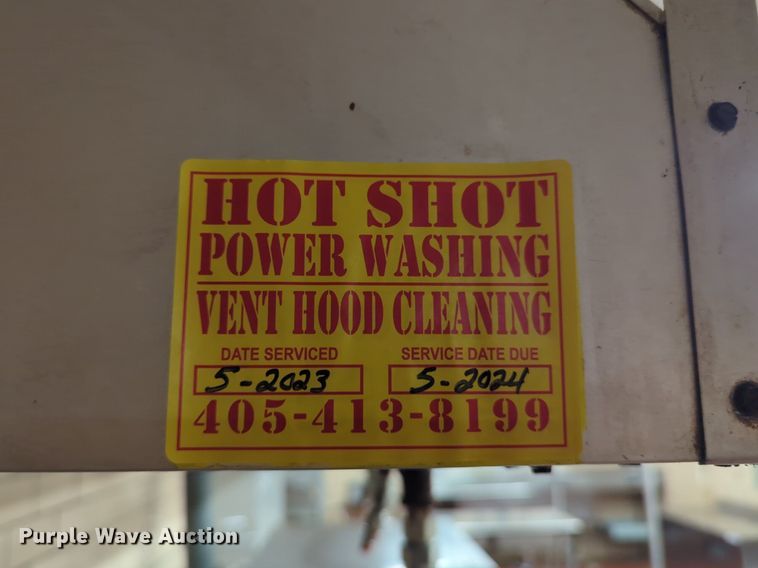 HOT SHOT
POWER WASHING
VENT HOOD CLEANING
DATE SERVICED SERVICE DATE DUE
5-2023 5-2024
405-413-8199
Purple Wave Auction